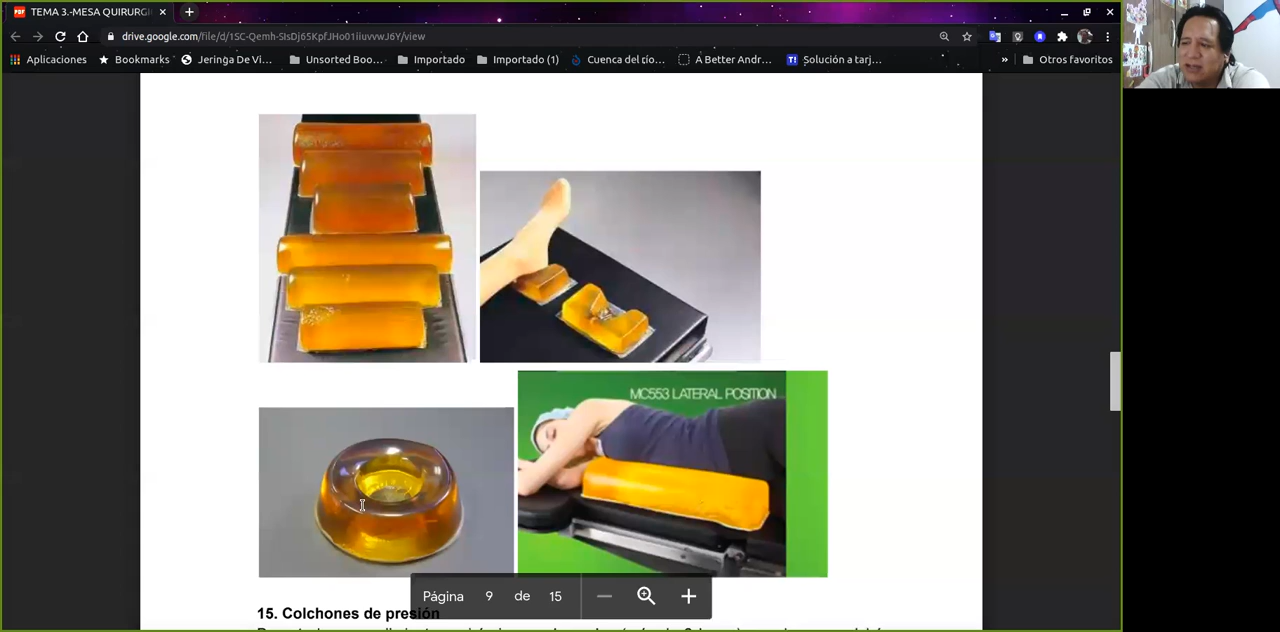 TEMA 3.-MESA QUIRURGI
drive.google.com/file/d/1SC-Qemh-SIsDj65KpfJHo01IiuvvwJ6Y/view
Aplicaciones
Bookmarks
Jeringa De Vi...
Unsorted Boo...
Importado
Importado (1)
Cuenca del río...
A Better Andr...
Solución a tarj...
»
Otros favoritos
MC553 LATERAL POSITION
Página 9 de 15
15. Colchones de presión